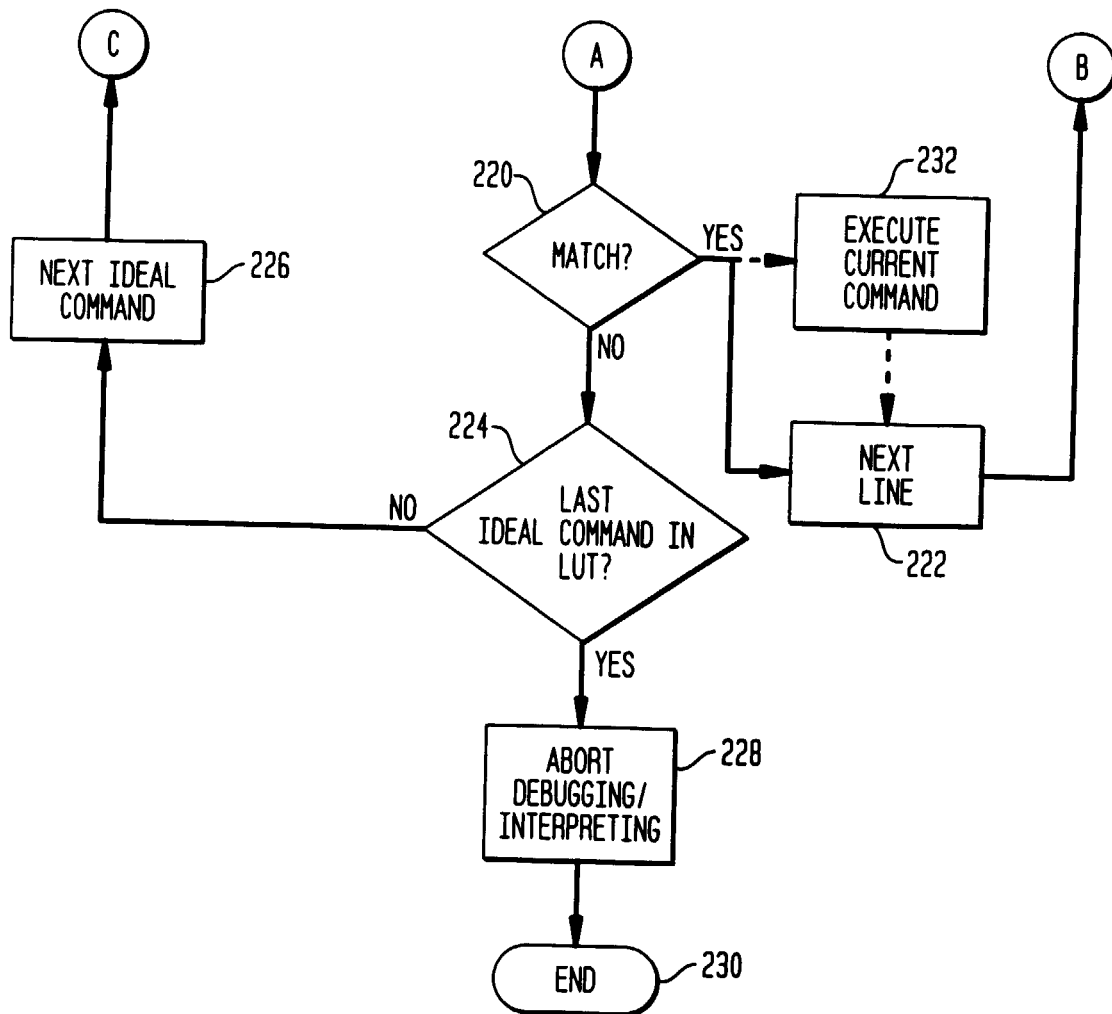 C
A
B
220
232
MATCH?
YES
EXECUTE
CURRENT
COMMAND
NEXT IDEAL
COMMAND
226
NO
224
NEXT
LINE
NO
LAST
IDEAL COMMAND IN
LUT?
222
YES
ABORT
DEBUGGING/
INTERPRETING
228
END
230